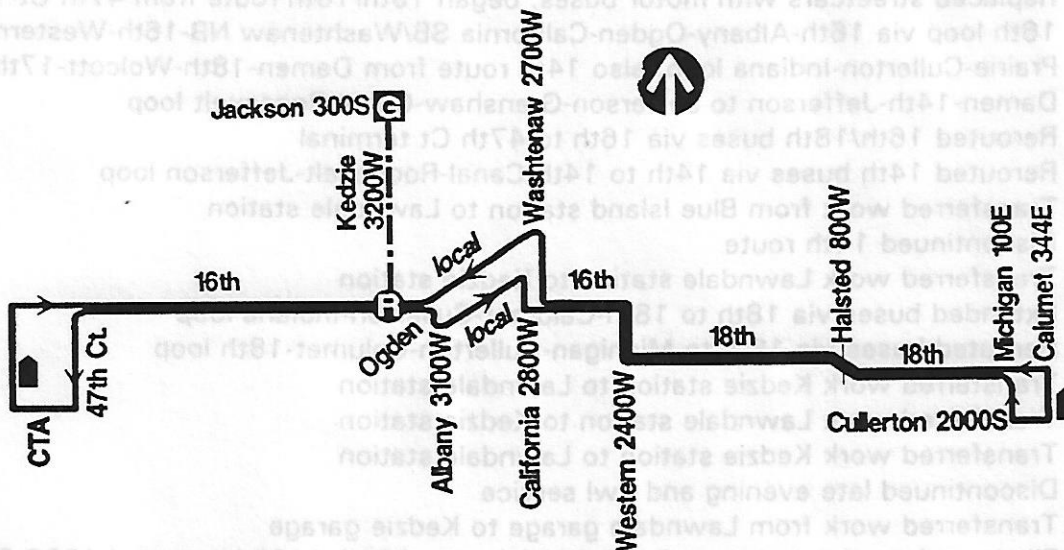 CTA
47th Ct.
16th
Jackson 300S
G
Kedzie
3200W
R
Ogden
local
local
Albany 3100W
California 2800W
Washtenaw 2700W
16th
Western 2400W
18th
Halsted 800W
18th
Cullerton 2000S
Michigan 100E
Calumet 344E
Replaced streetcars with motor buses; began 16th/18th route from 47th Ct-
16th loop via 16th-Albany-Ogden-California SB/Washtenaw NB-16th-Western
Prairie-Cullerton-Indiana loop; also 14th route from Damen-18th-Wolcott-17th
Damen-14th-Jefferson to Jefferson-Grenshaw-Roosevelt loop
Rerouted 16th/18th buses via 16th to 47th Ct terminal
Rerouted 14th buses via 14th to 14th-Canal-Roosevelt-Jefferson loop
Transferred work from Blue Island station to Lawndale station
Discontinued 14th route
Transferred work Lawndale station to Kedzie station
Extended buses via 18th to 18th-Calumet-Cullerton-Indiana loop
Rerouted buses via 18th to Michigan-Cullerton-Calumet-18th loop
Transferred work Kedzie station to Lawndale station
Transferred work Lawndale station to Kedzie station
Transferred work Kedzie station to Lawndale station
Discontinued late evening and owl service
Transferred work from Lawndale garage to Kedzie garage